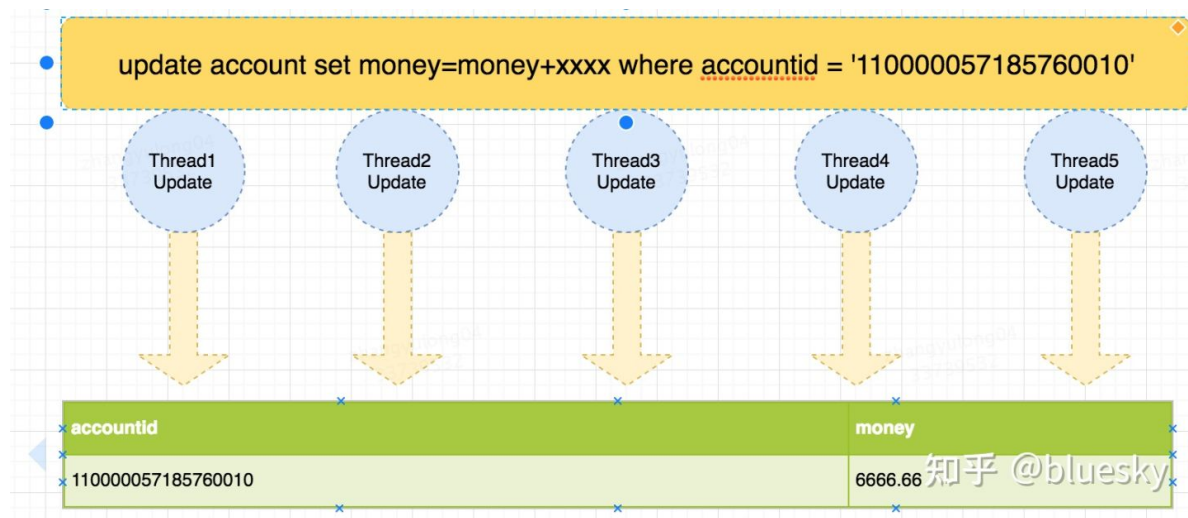 update account set money=money+xxxx where accountid = '110000057185760010'
Thread1
Update
Thread2
Update
Thread3
Update
Thread4
Update
Thread5
Update
accountid money
110000057185760010 6666.66
知乎 @bluesky